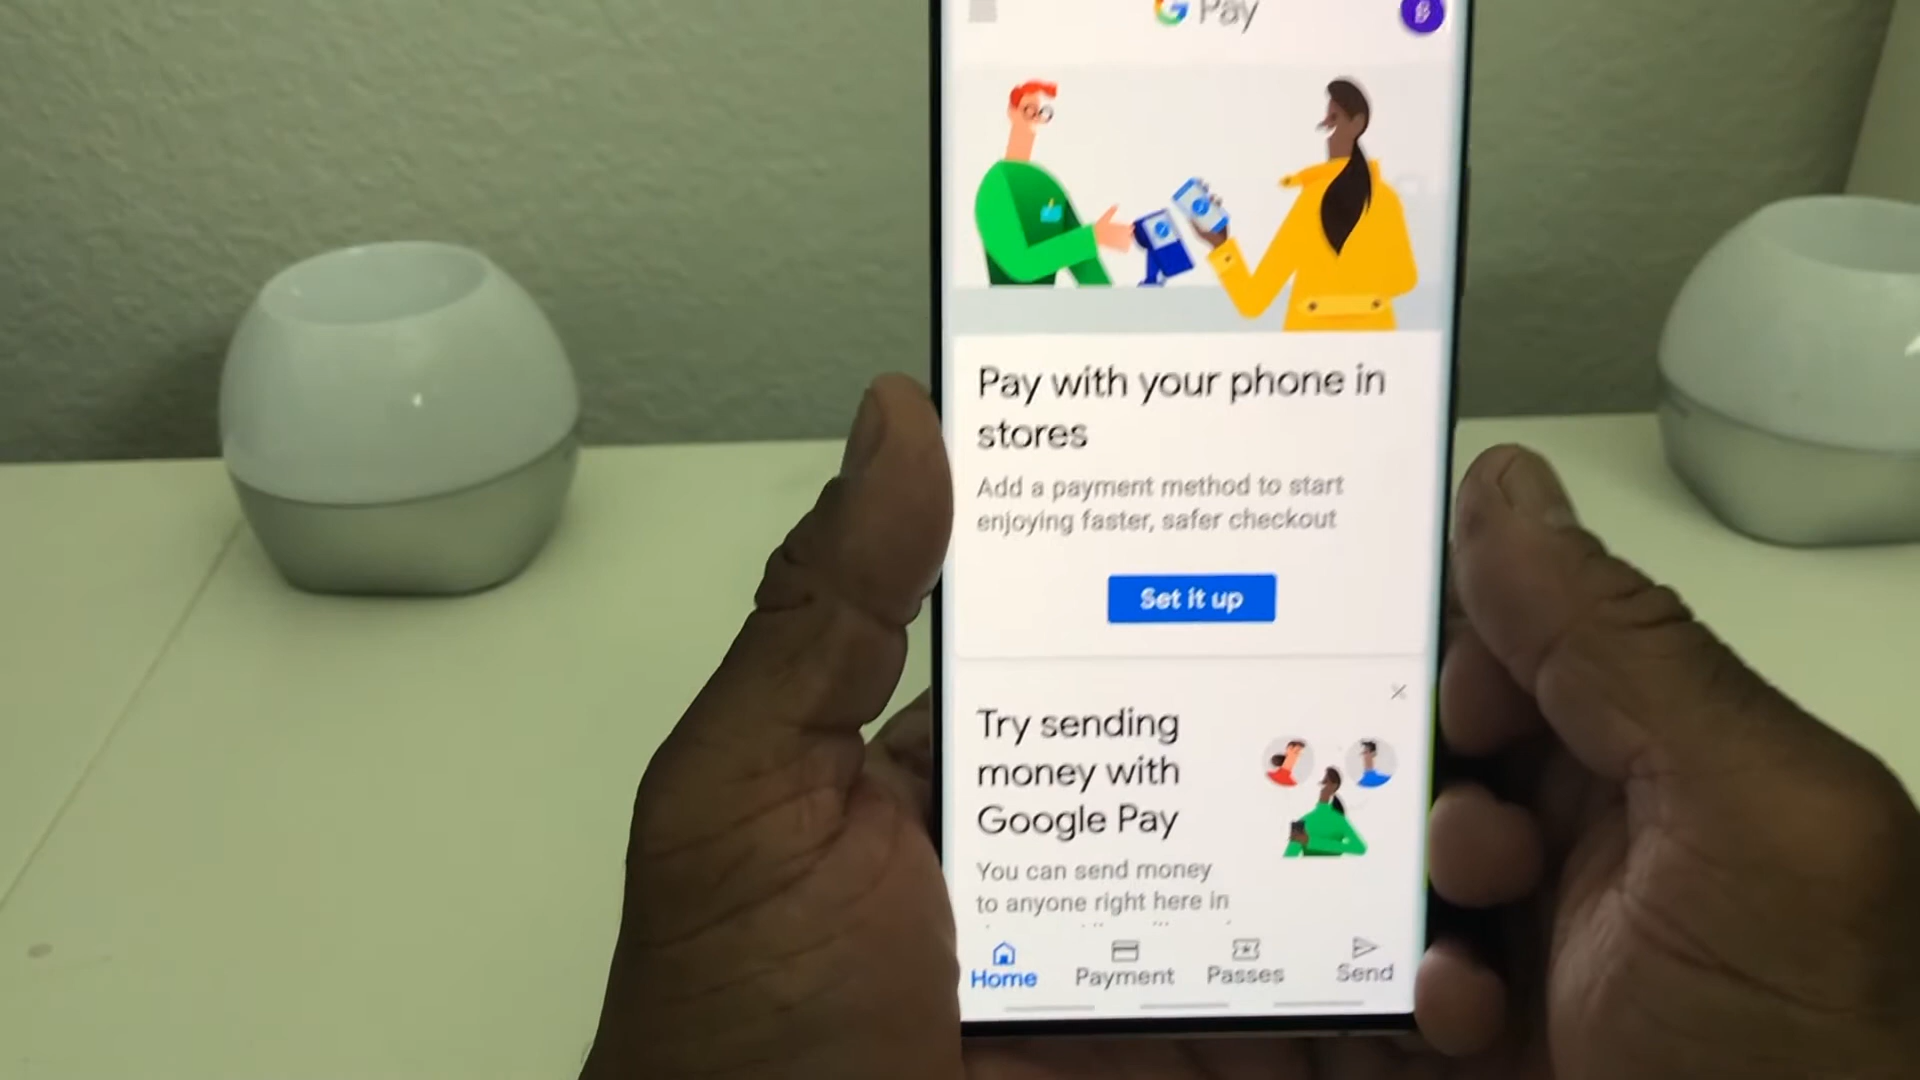 G Pay
Pay with your phone in
stores
Add a payment method to start
enjoying faster, safer checkout
Set it up
Try sending
money with
Google Pay
You can send money
to anyone right here in
Home
Payment
Passes
Send